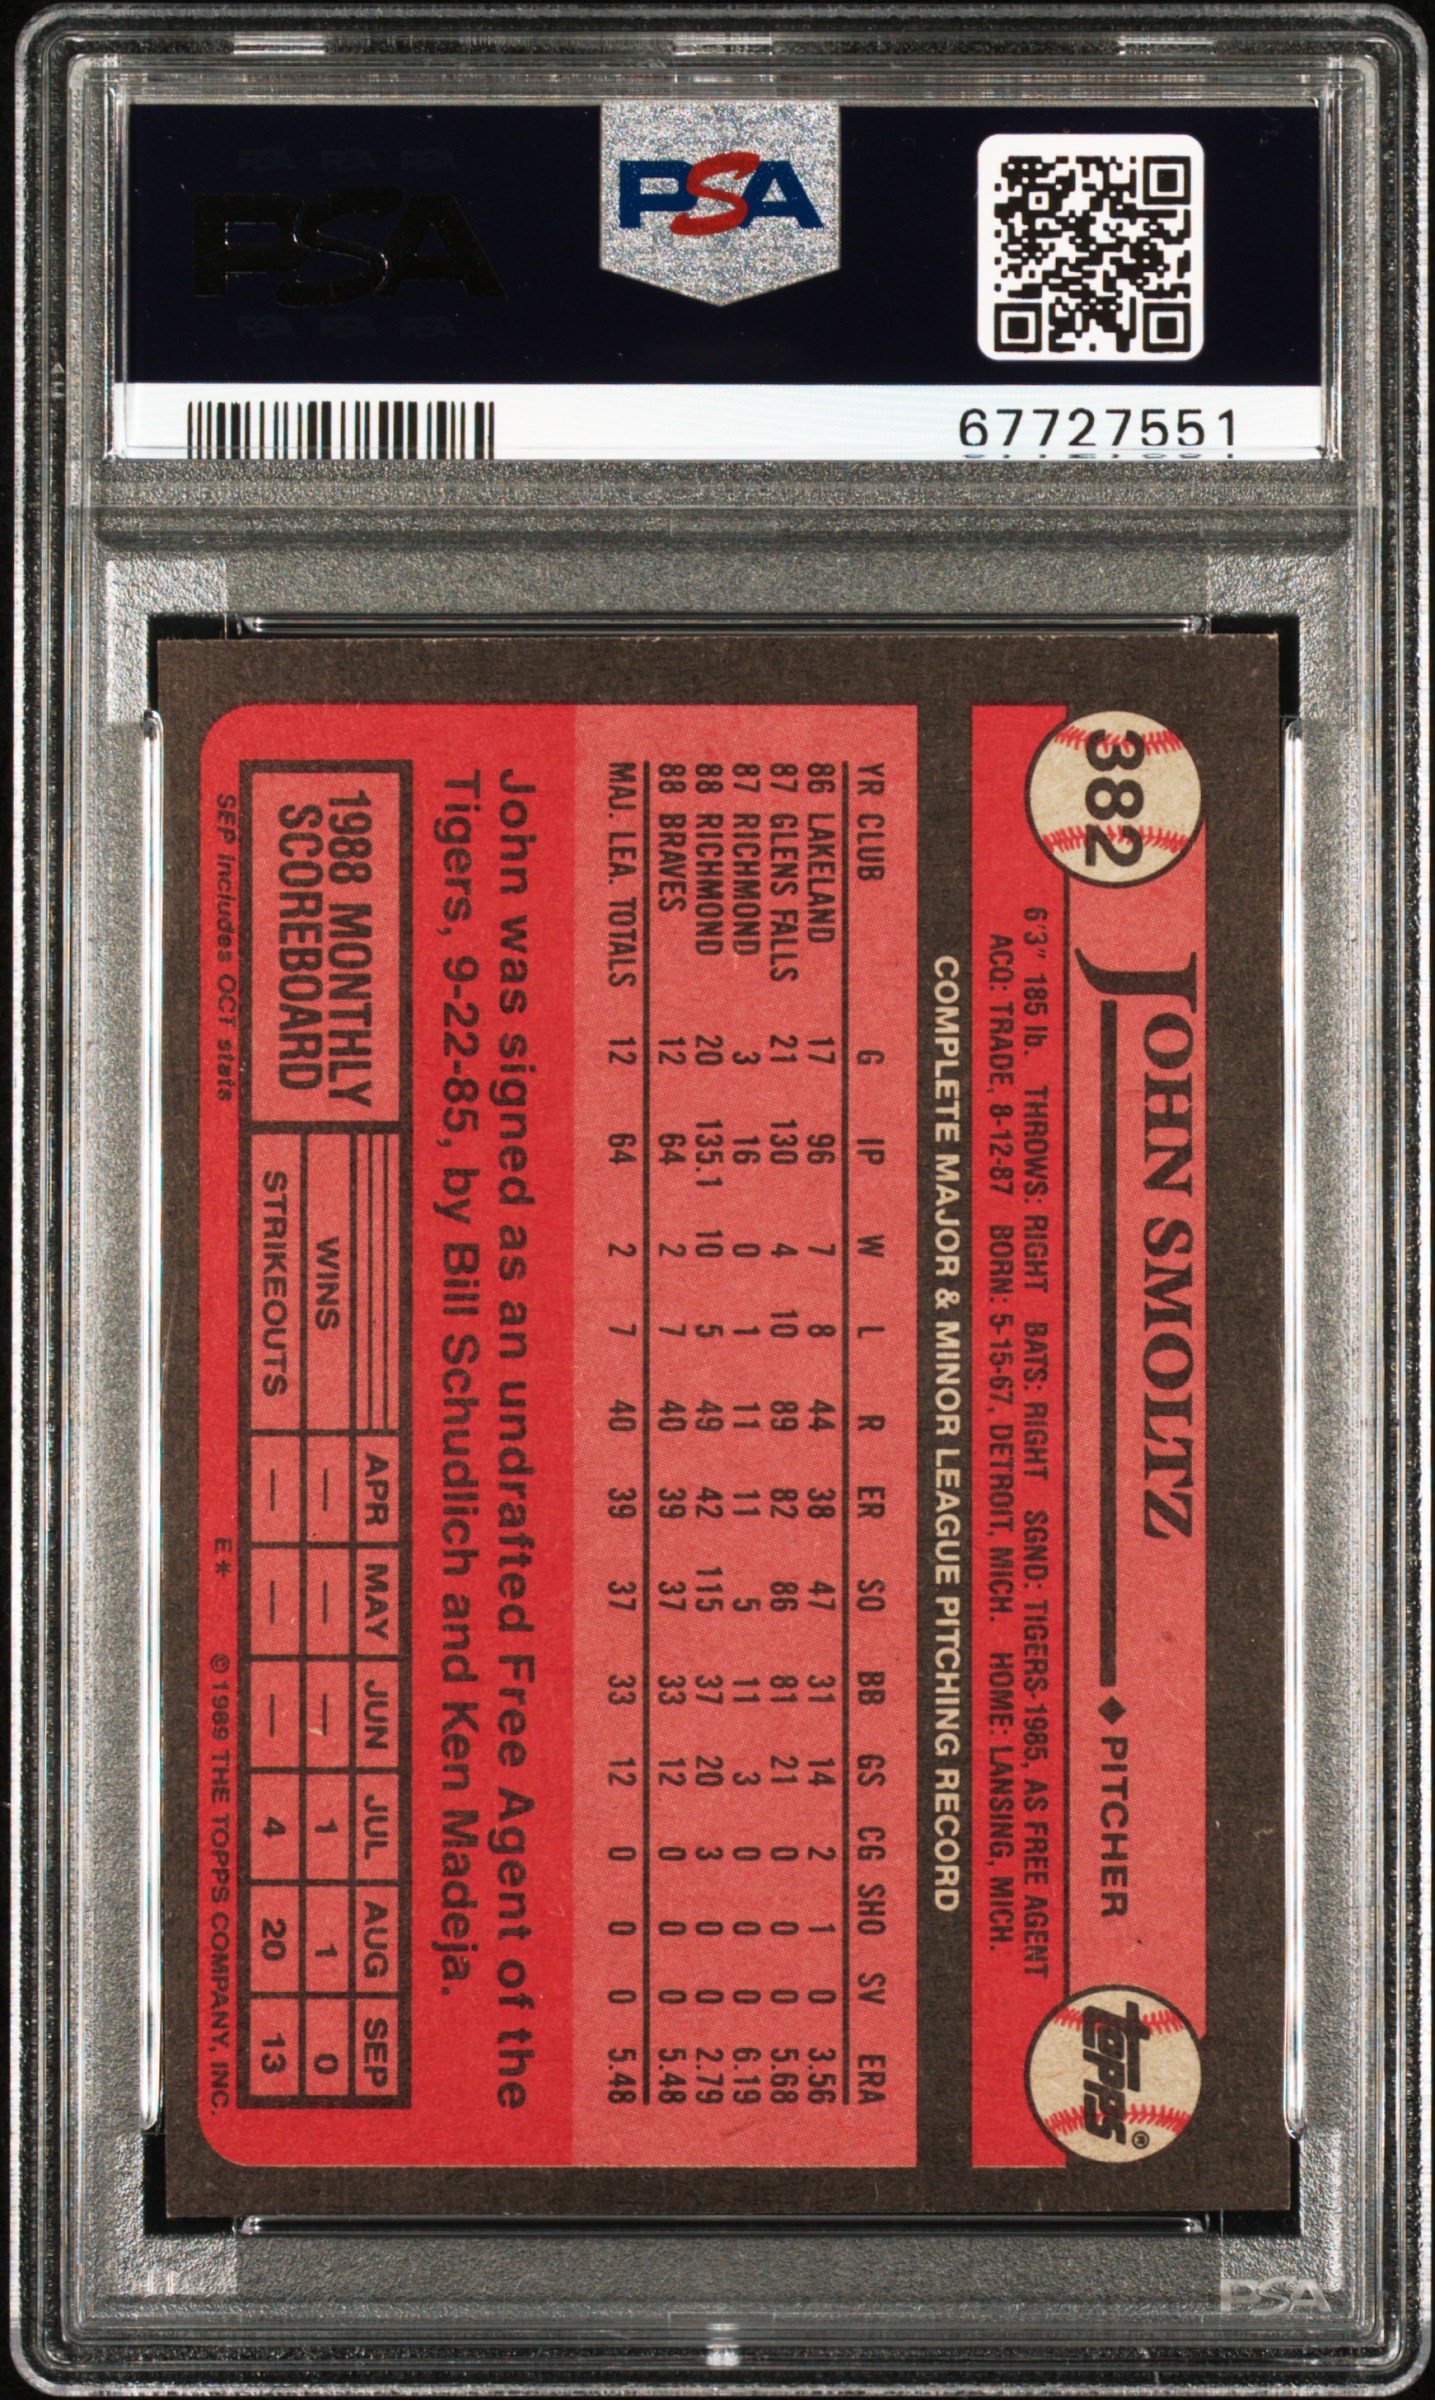 PSA
PSA
67727551
382
JOHN SMOLTZ
◆ PITCHER
Topps®
6'3" 185 lb. THROWS: RIGHT BATS: RIGHT SGND: TIGERS-1985, AS FREE AGENT
ACQ: TRADE, 8-12-87 BORN: 5-15-67, DETROIT, MICH. HOME: LANSING, MICH.
COMPLETE MAJOR & MINOR LEAGUE PITCHING RECORD
YR CLUB G IP W L R ER SO BB GS CG SHO SV ERA
86 LAKELAND 17 96 7 8 44 38 47 31 14 2 1 0 3.56
87 GLENS FALLS 21 130 4 10 89 82 86 81 21 0 0 0 5.68
87 RICHMOND 3 16 0 1 11 11 5 11 3 0 0 0 6.19
88 RICHMOND 20 135.1 10 5 49 42 115 37 20 3 0 0 2.79
88 BRAVES 12 64 2 7 40 39 37 33 12 0 0 0 5.48
MAJ. LEA. TOTALS 12 64 2 7 40 39 37 33 12 0 0 0 5.48
John was signed as an undrafted Free Agent of the
Tigers, 9-22-85, by Bill Schudlich and Ken Madeja.
1988 MONTHLY
SCOREBOARD
APR MAY JUN JUL AUG SEP
WINS — — — 1 1 0
STRIKEOUTS — — — 4 20 13
SEP includes OCT stats
E*
© 1989 THE TOPPS COMPANY, INC.
PSA